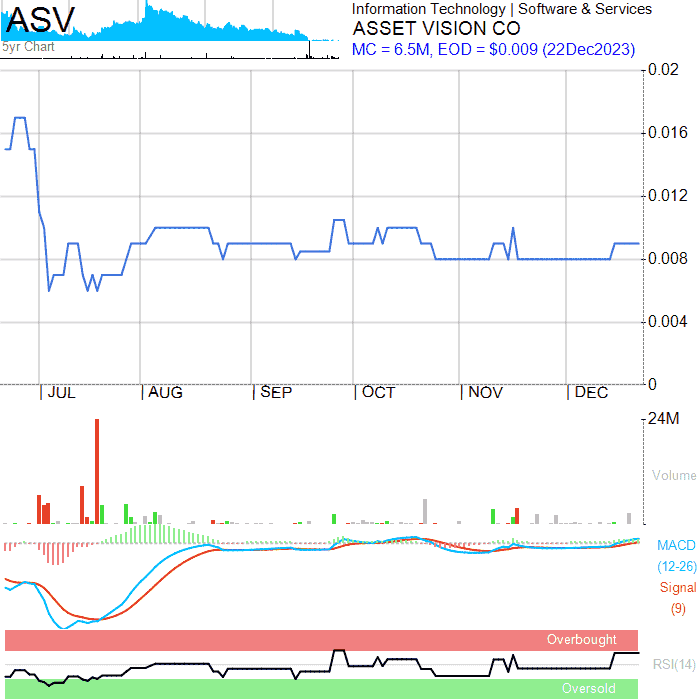 ASV
5yr Chart
Information Technology | Software & Services
ASSET VISION CO
MC = 6.5M, EOD = $0.009 (22Dec2023)
0.02
0.016
0.012
0.008
0.004
0
| JUL | AUG | SEP | OCT | NOV | DEC
24M
Volume
MACD
(12-26)
Signal
(9)
Overbought
RSI(14)
Oversold